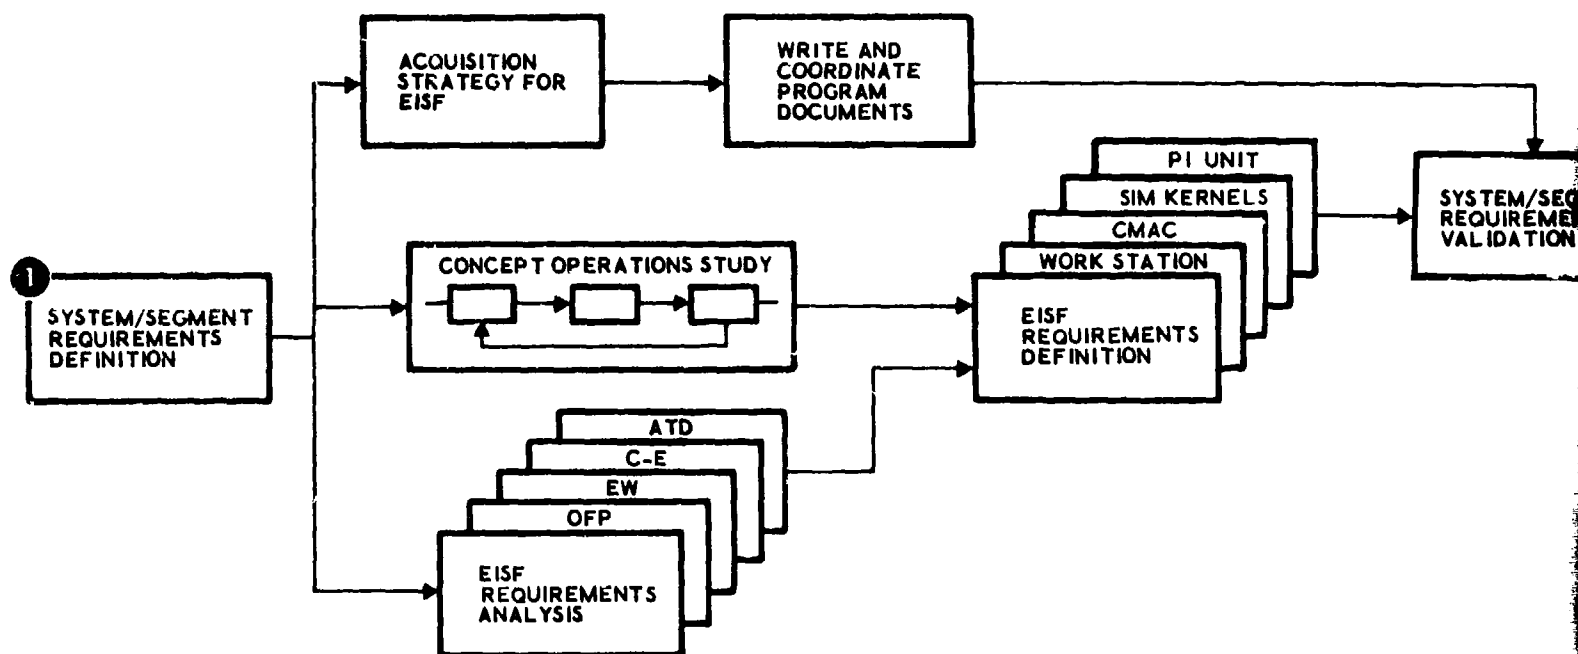 ACQUISITION
STRATEGY FOR
EISF
WRITE AND
COORDINATE
PROGRAM
DOCUMENTS
PI UNIT
SIM KERNELS
CMAC
WORK STATION
EISF
REQUIREMENTS
DEFINITION
VALIDATION
1
SYSTEM/SEGMENT
REQUIREMENTS
DEFINITION
CONCEPT OPERATIONS STUDY
ATD
C-E
EW
OFP
EISF
REQUIREMENTS
ANALYSIS